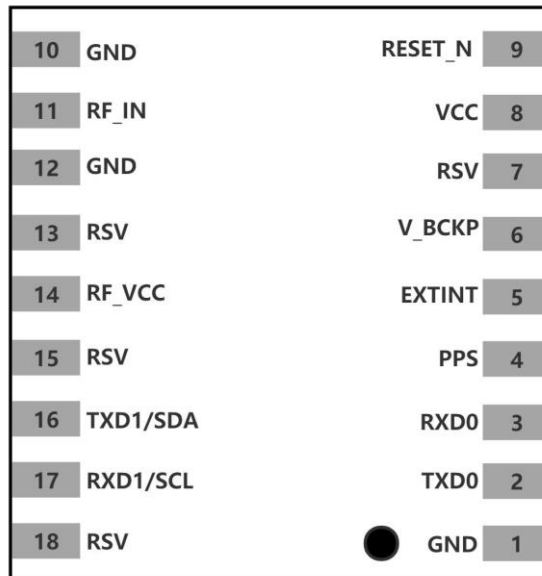 10 GND RESET_N 9
11 RF_IN VCC 8
12 GND RSV 7
13 RSV V_BCKP 6
14 RF_VCC EXTINT 5
15 RSV PPS 4
16 TXD1/SDA RXD0 3
17 RXD1/SCL TXD0 2
18 RSV GND 1